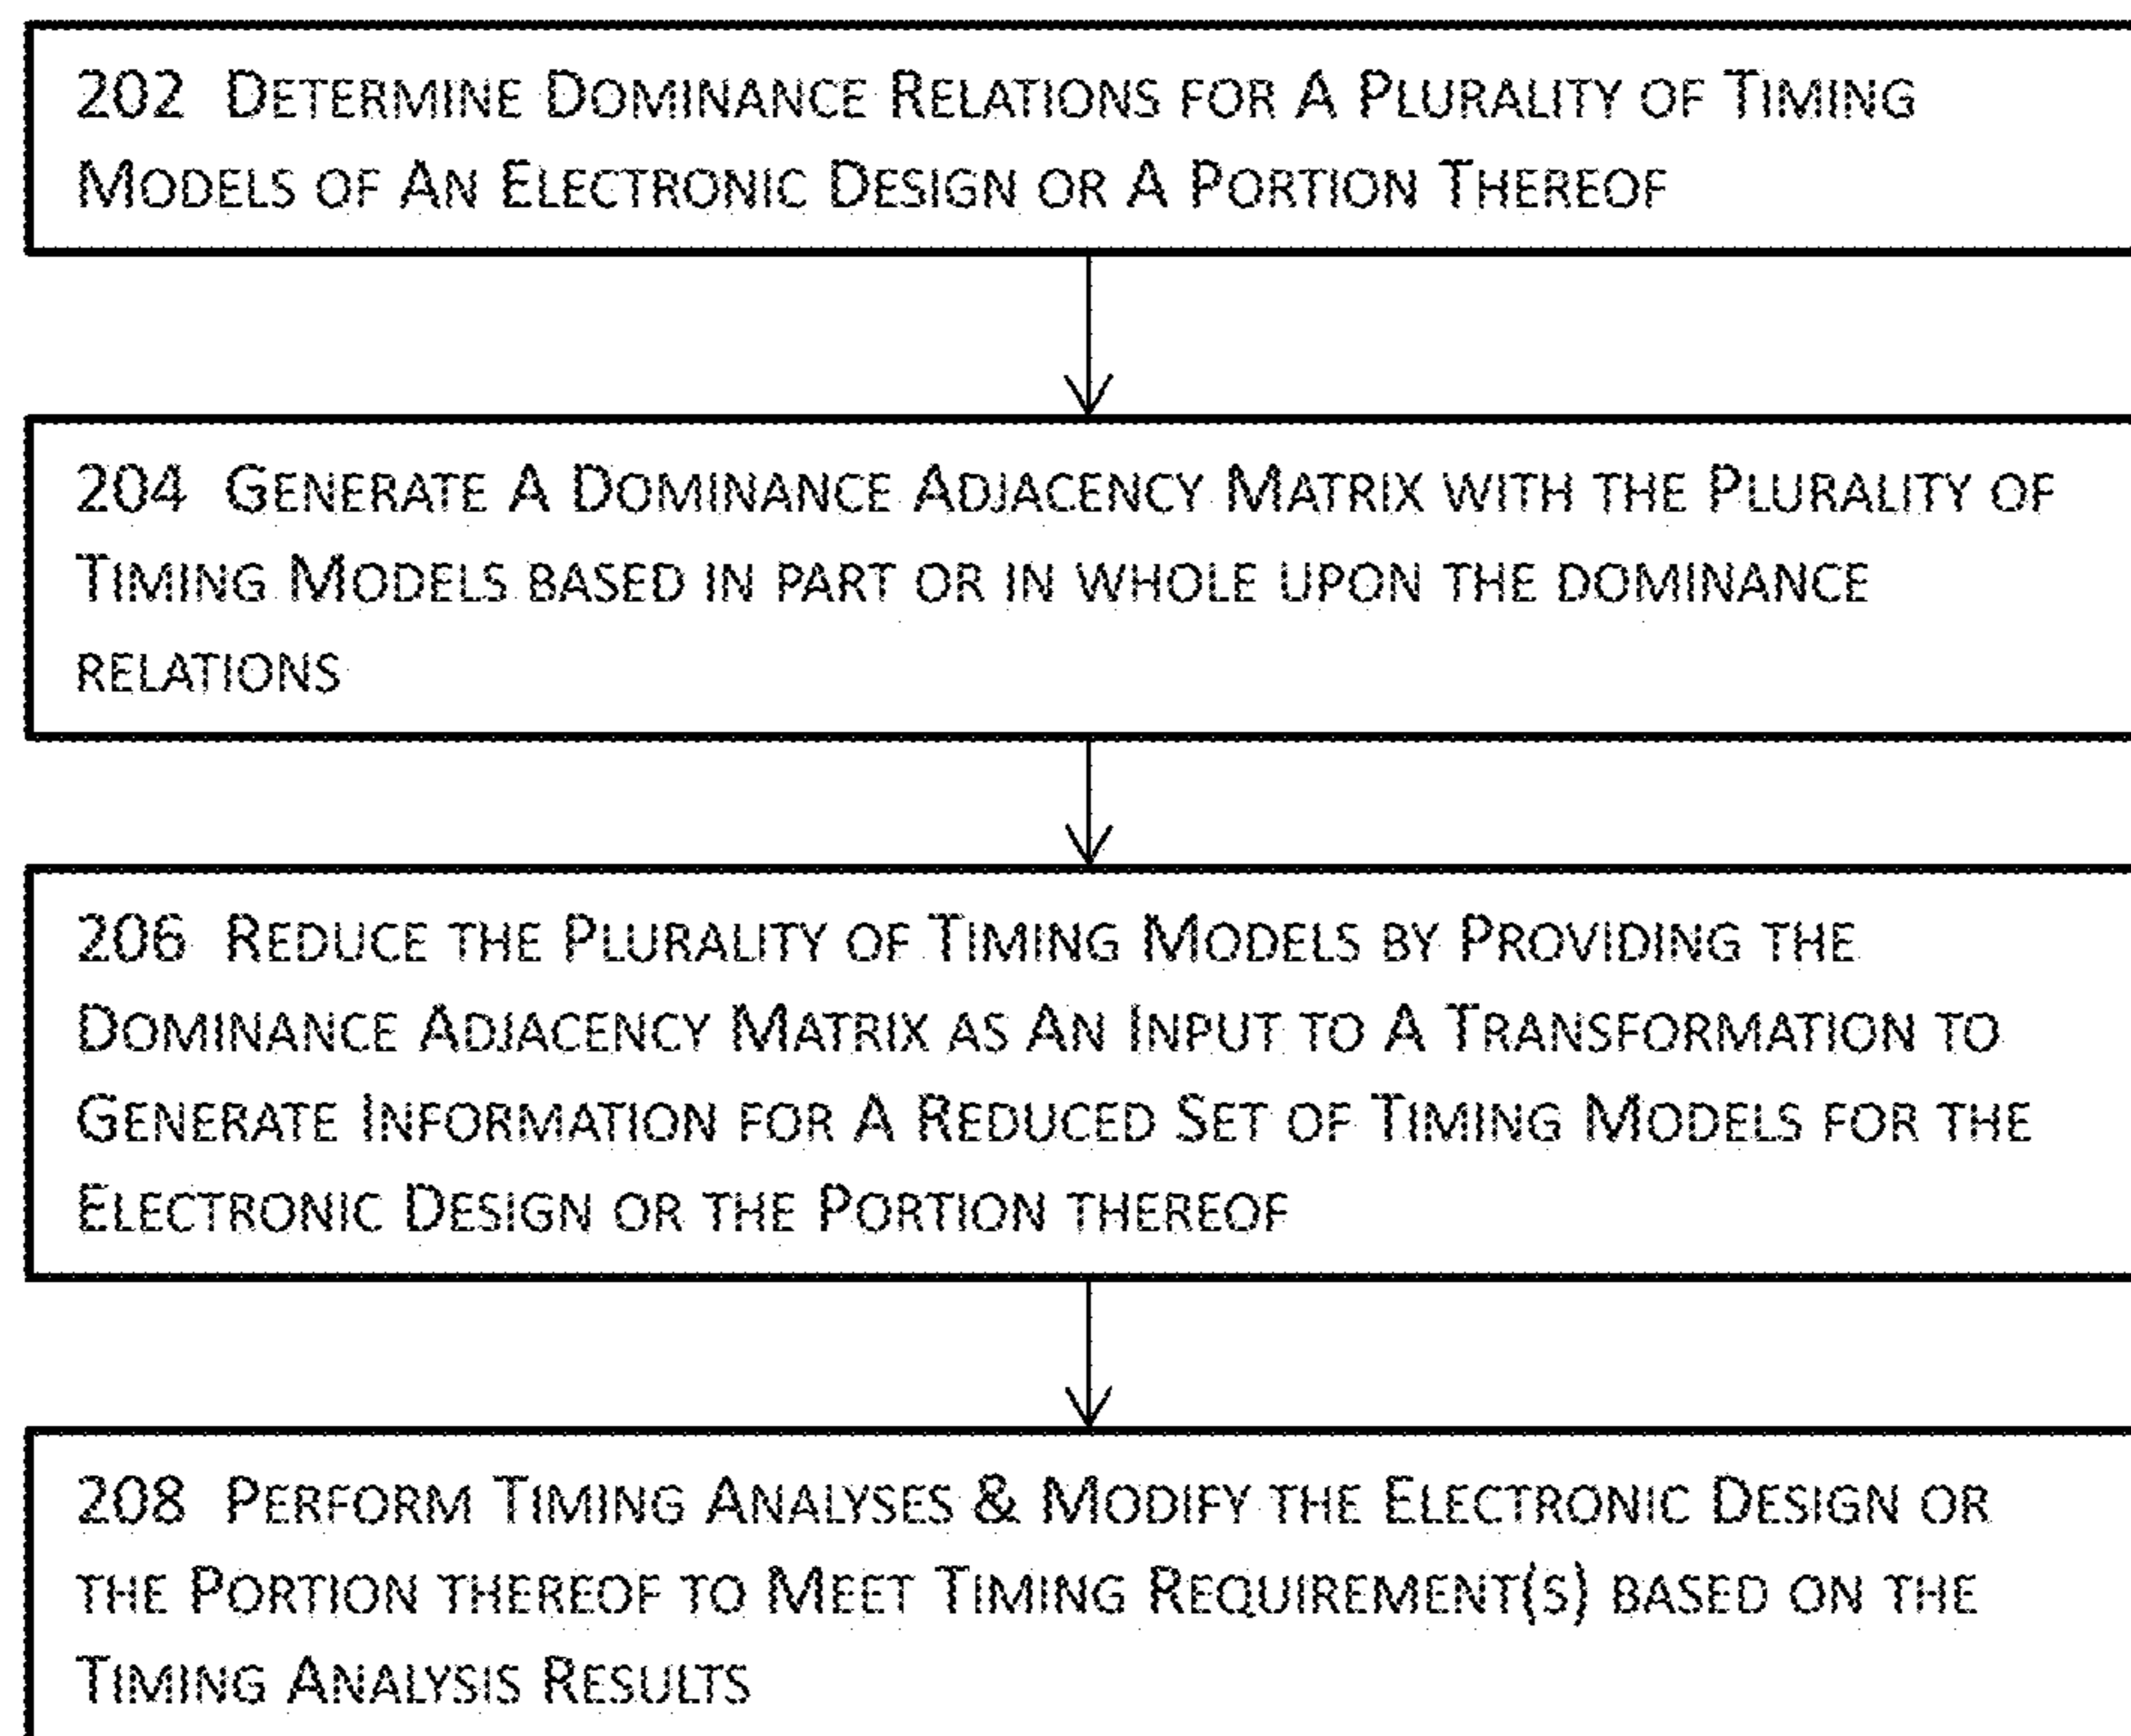 202 Determine Dominance Relations for A Plurality of Timing
Models of An Electronic Design or A Portion Thereof
204 Generate A Dominance Adjacency Matrix with the Plurality of
Timing Models based in part or in whole upon the dominance
relations
206 Reduce the Plurality of Timing Models by Providing the
Dominance Adjacency Matrix as An Input to A Transformation to
Generate Information for A Reduced Set of Timing Models for the
Electronic Design or the Portion thereof
208 Perform Timing Analyses & Modify the Electronic Design or
the Portion thereof to Meet Timing Requirement(s) based on the
Timing Analysis Results